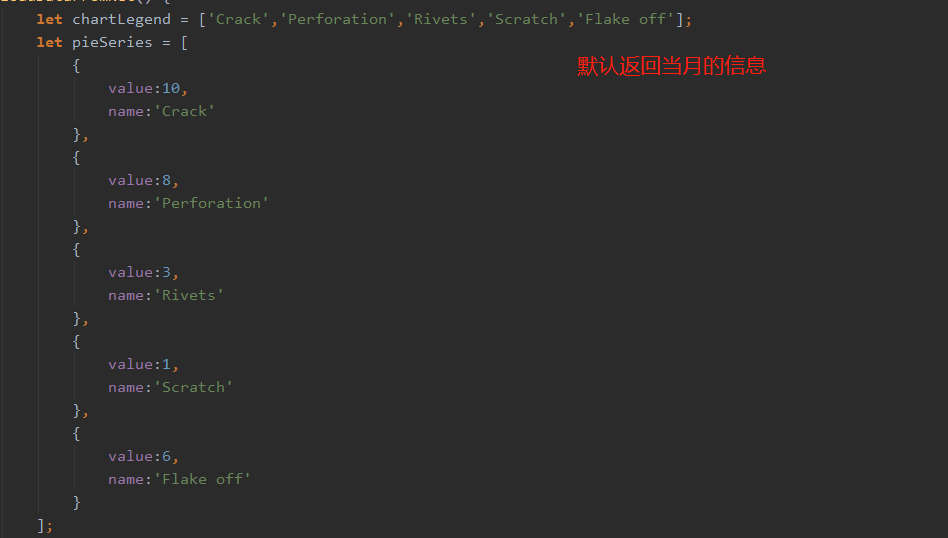 let chartLegend = ['Crack','Perforation','Rivets','Scratch','Flake off'];
let pieSeries = [
{
默认返回当月的信息
value:10,
name:'Crack'
},
{
value:8,
name:'Perforation'
},
{
value:3,
name:'Rivets'
},
{
value:1,
name:'Scratch'
},
{
value:6,
name:'Flake off'
}
];